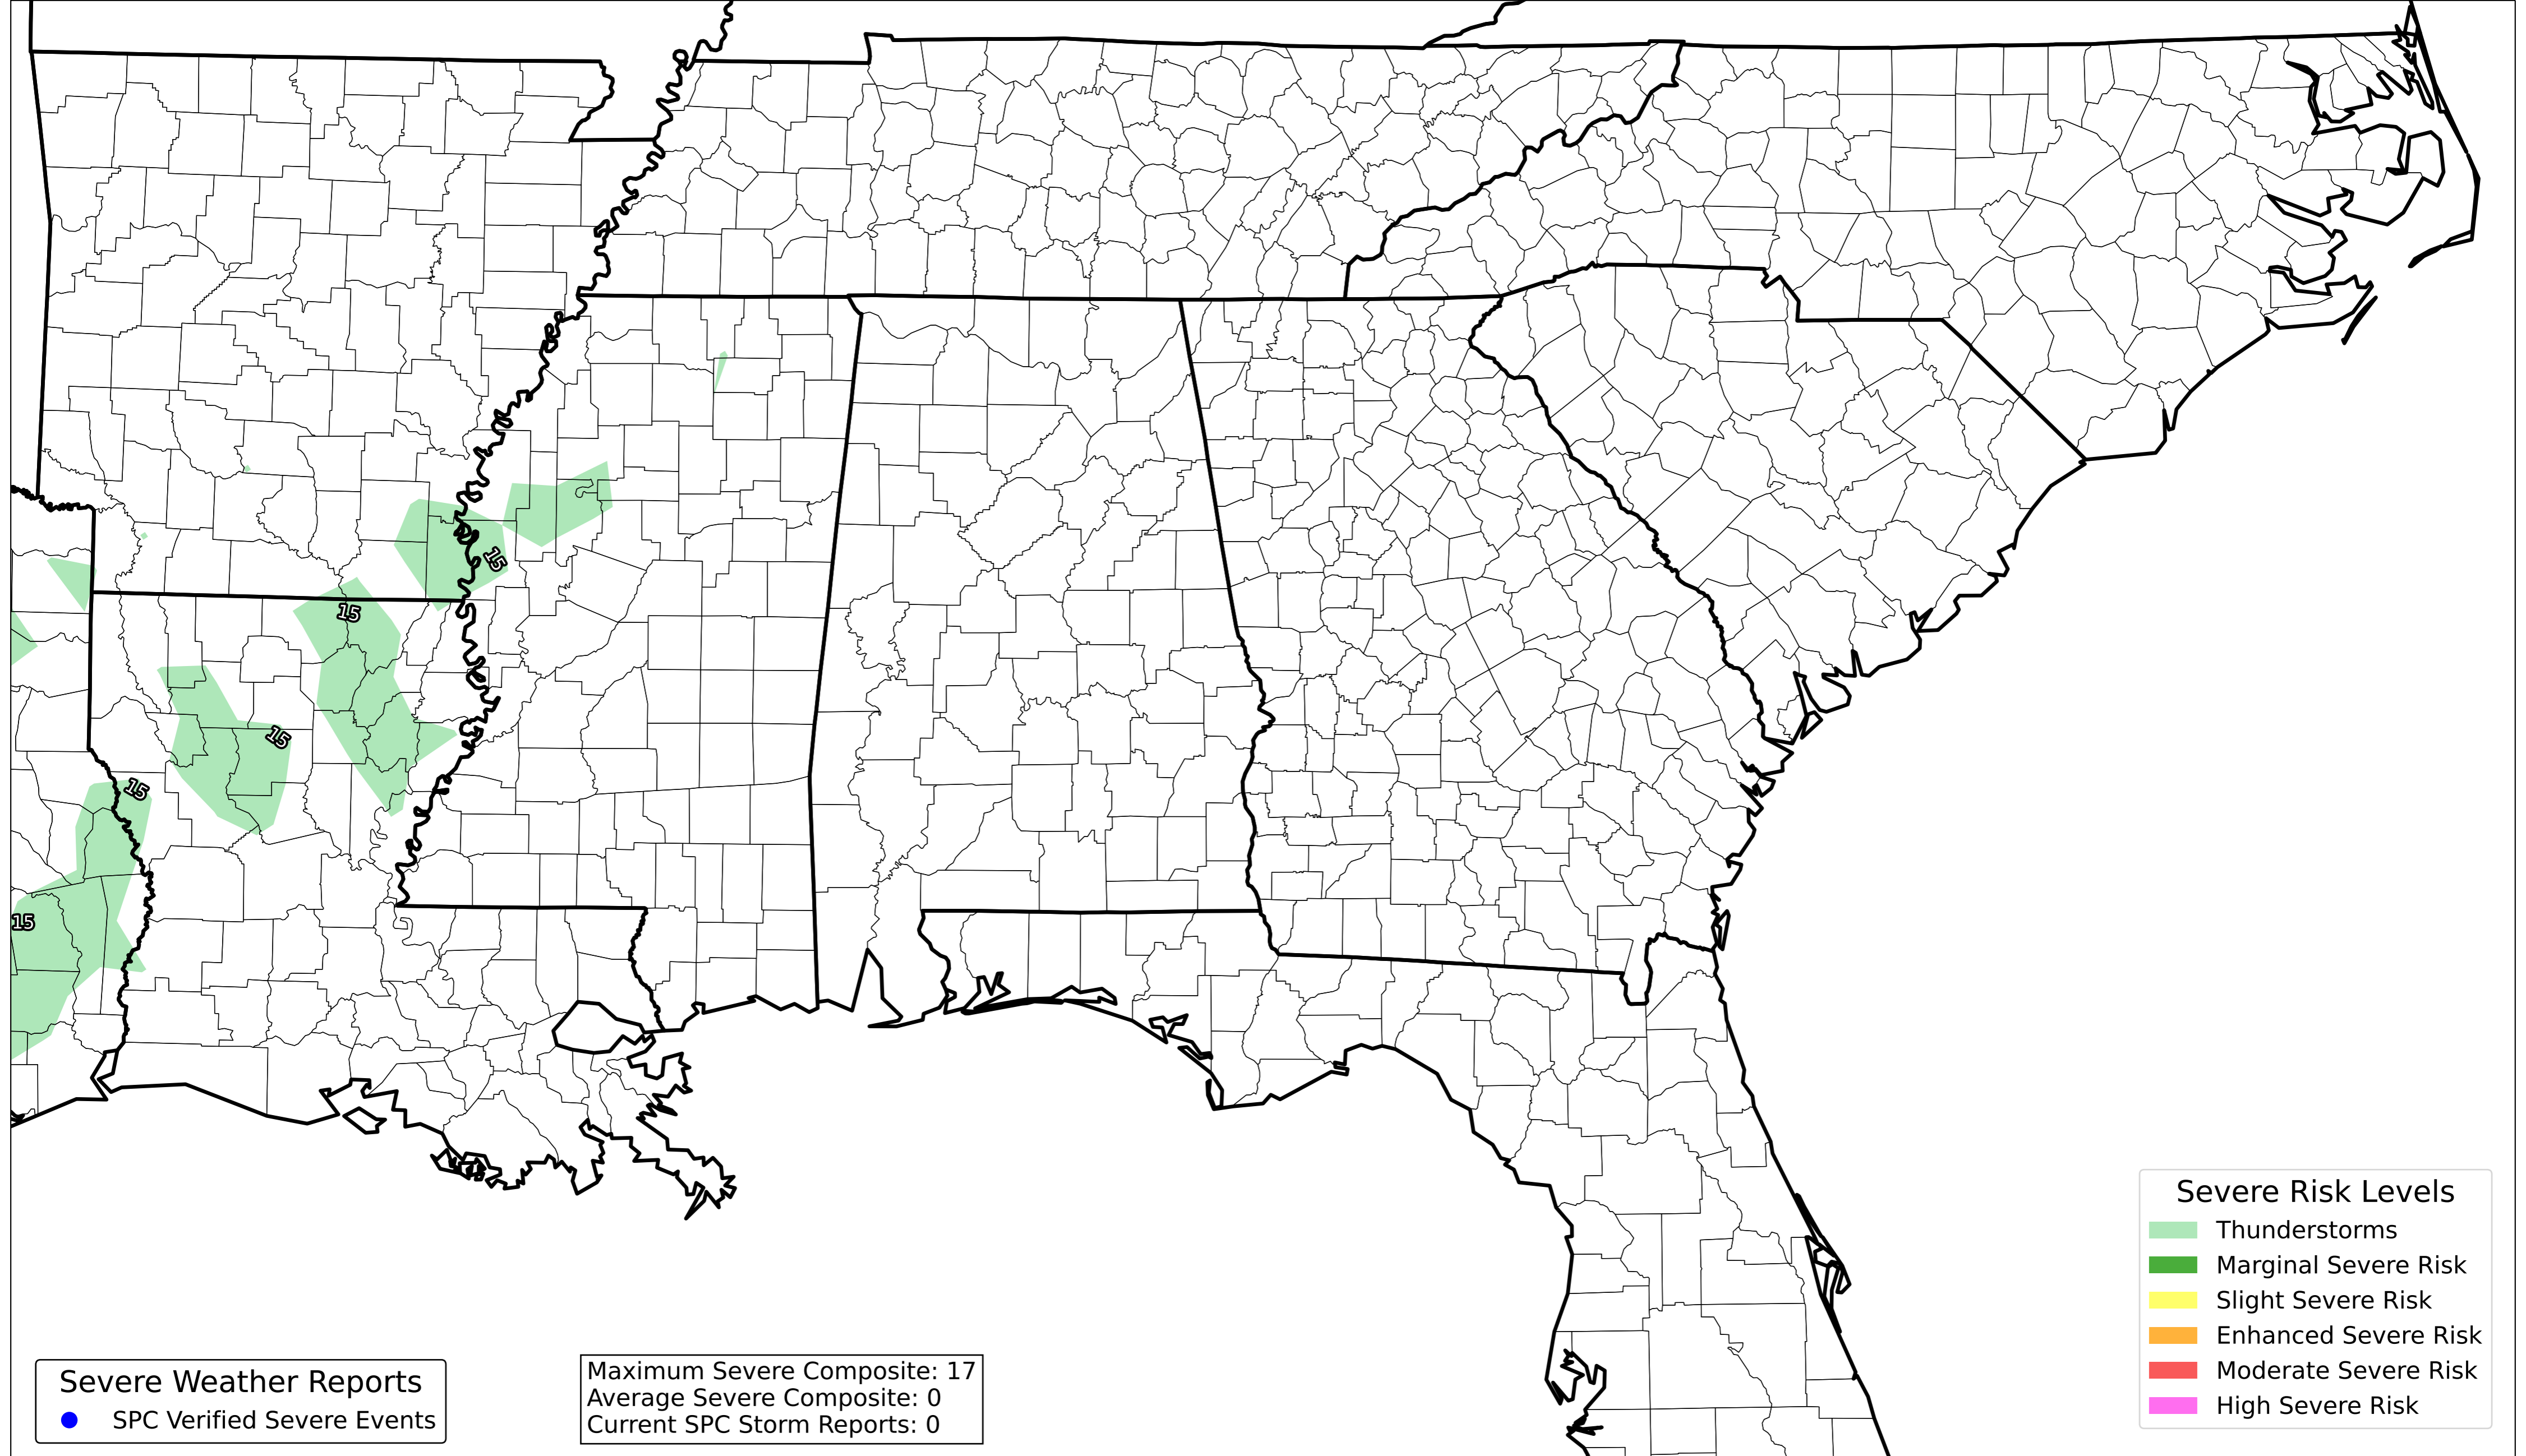 15
15
15
15
15
Severe Risk Levels
Thunderstorms
Marginal Severe Risk
Slight Severe Risk
Enhanced Severe Risk
Moderate Severe Risk
High Severe Risk
Severe Weather Reports
SPC Verified Severe Events
Maximum Severe Composite: 17
Average Severe Composite: 0
Current SPC Storm Reports: 0